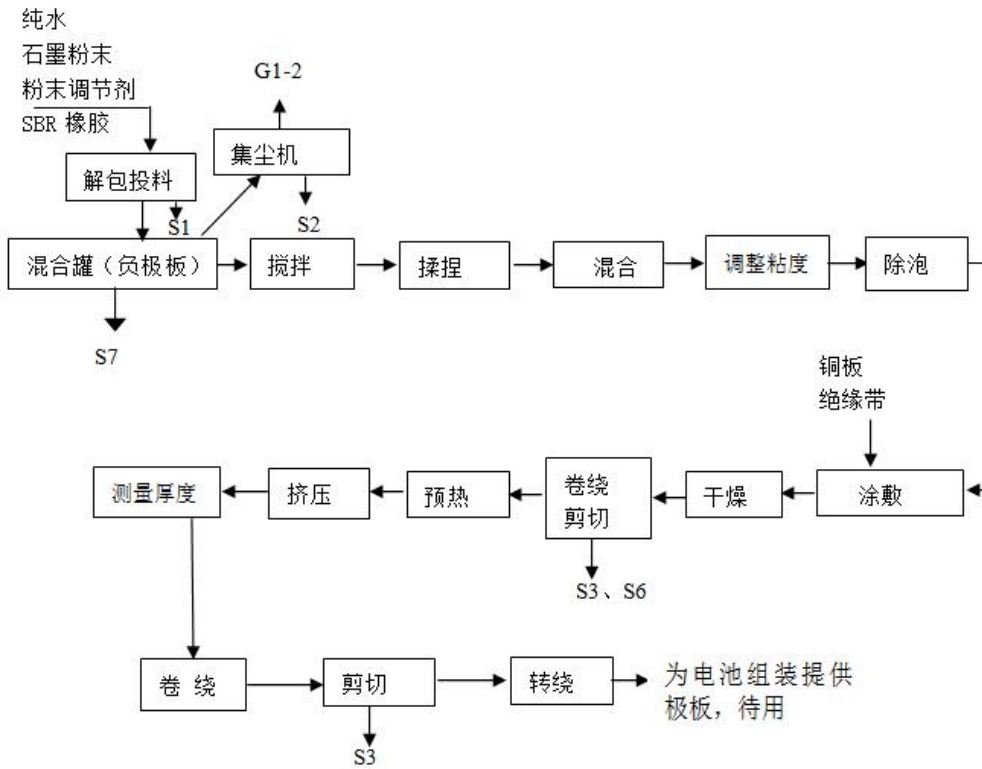 纯水
石墨粉末
粉末调节剂
SBR 橡胶
G1-2
集尘机
解包投料
S1
S2
混合罐（负极板）
搅拌
揉捏
混合
调整粘度
除泡
S7
铜板
绝缘带
测量厚度
挤压
预热
卷绕
剪切
干燥
涂敷
S3、S6
卷 绕
剪切
转绕
为电池组装提供
极板，待用
S3